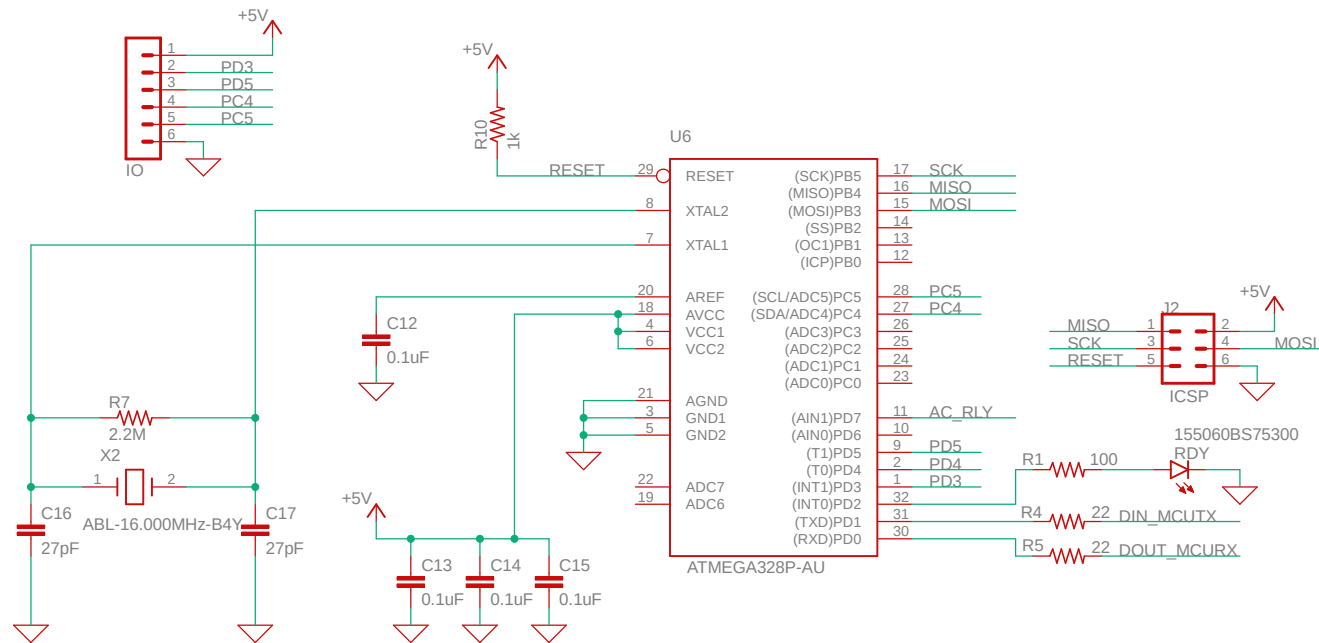 +5V
1
2 PD3
3 PD5
4 PC4
5 PC5
6
IO
+5V
R10
1k
U6
RESET 29 RESET
8 XTAL2
7 XTAL1
20 AREF
18 AVCC
4 VCC1
6 VCC2
21 AGND
3 GND1
5 GND2
22 ADC7
19 ADC6
(SCK)PB5 17 SCK
(MISO)PB4 16 MISO
(MOSI)PB3 15 MOSI
(SS)PB2 14
(OC1)PB1 13
(ICP)PB0 12
(SCL/ADC5)PC5 28 PC5
(SDA/ADC4)PC4 27 PC4
(ADC3)PC3 26
(ADC2)PC2 25
(ADC1)PC1 24
(ADC0)PC0 23
(AIN1)PD7 11 AC_RLY
(AIN0)PD6 10
(T1)PD5 9 PD5
(T0)PD4 2 PD4
(INT1)PD3 1 PD3
(INT0)PD2 32
(TXD)PD1 31
(RXD)PD0 30
ATMEGA328P-AU
C12
0.1uF
R7
2.2M
X2
1 2
ABL-16.000MHz-B4Y
C16
27pF
C17
27pF
+5V
C13
0.1uF
C14
0.1uF
C15
0.1uF
+5V
J2
MISO 1 2
SCK 3 4 MOSI
RESET 5 6
ICSP
155060BS75300
R1 100 RDY
R4 22 DIN_MCUTX
R5 22 DOUT_MCURX